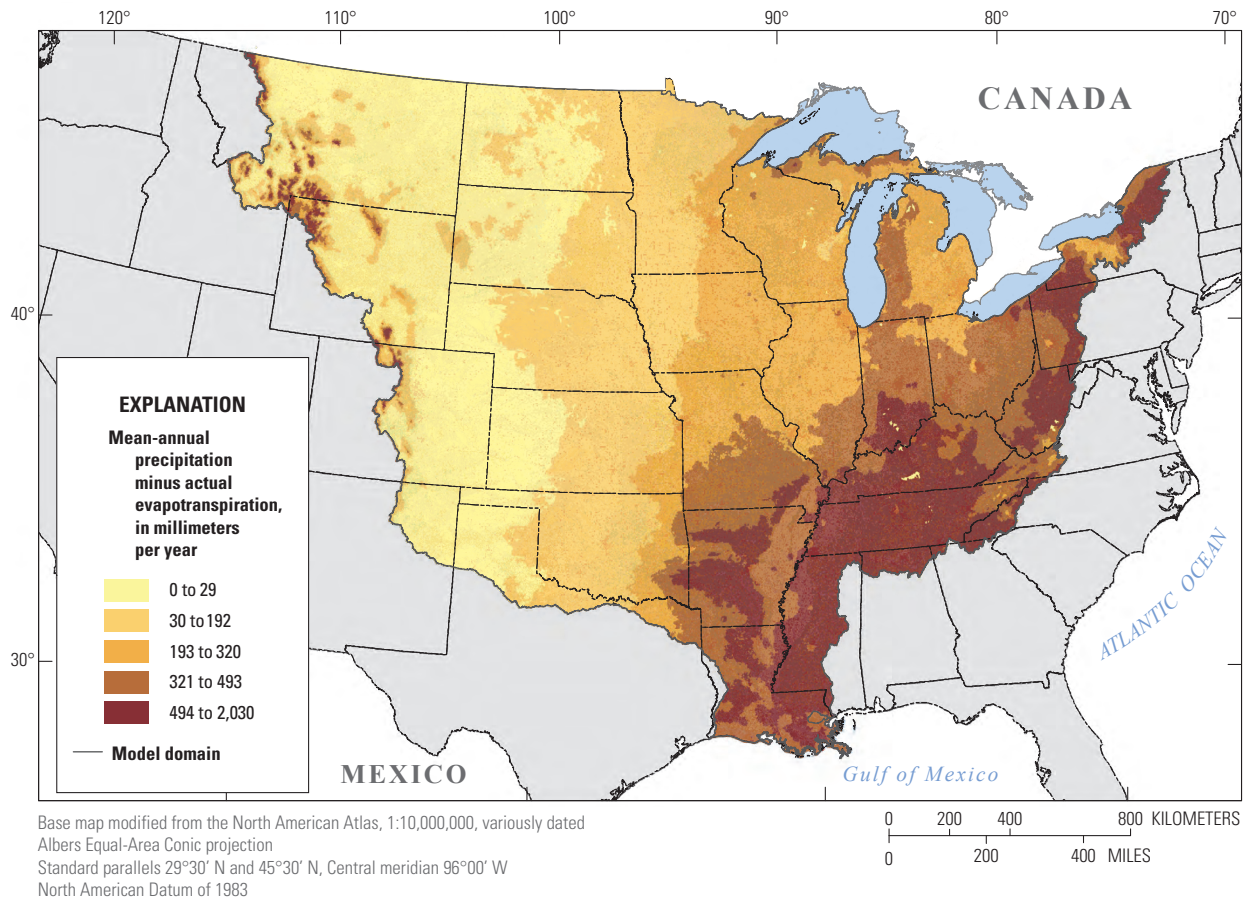 120°
110°
100°
90°
80°
70°
CANADA
40°
30°
EXPLANATION
Mean-annual
precipitation
minus actual
evapotranspiration,
in millimeters
per year
0 to 29
30 to 192
193 to 320
321 to 493
494 to 2,030
Model domain
MEXICO
Gulf of Mexico
ATLANTIC OCEAN
Base map modified from the North American Atlas, 1:10,000,000, variously dated
Albers Equal-Area Conic projection
Standard parallels 29°30′ N and 45°30′ N, Central meridian 96°00′ W
North American Datum of 1983
0 200 400 800 KILOMETERS
0 200 400 MILES